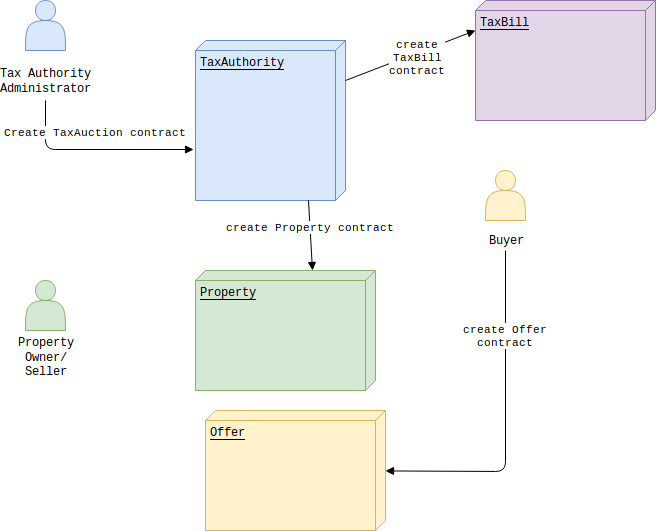 TaxBill
create
TaxBill
contract
TaxAuthority
Tax Authority
Administrator
Create TaxAuction contract
create Property contract
Buyer
Property
Property
Owner/
Seller
create Offer
contract
Offer